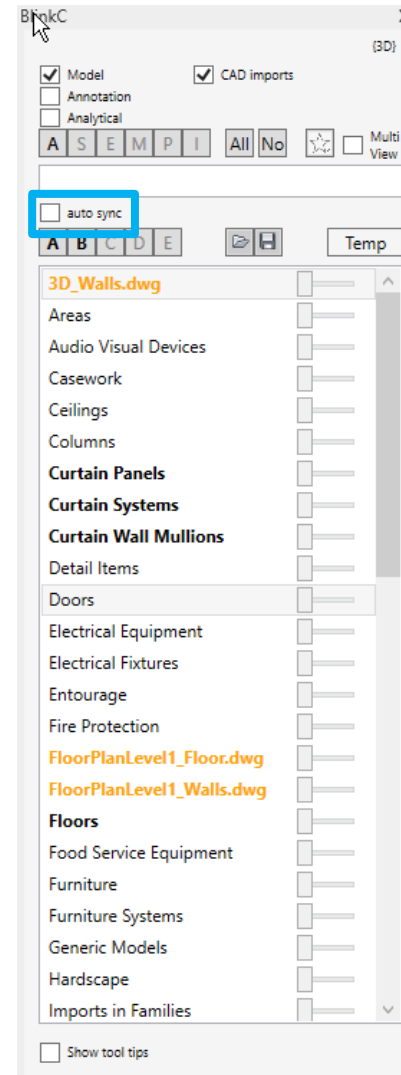 BlinkC
{3D}
Model CAD imports
Annotation
Analytical
A S E M P I All No Multi View
auto sync
A B C D E Temp
3D_Walls.dwg
Areas
Audio Visual Devices
Casework
Ceilings
Columns
Curtain Panels
Curtain Systems
Curtain Wall Mullions
Detail Items
Doors
Electrical Equipment
Electrical Fixtures
Entourage
Fire Protection
FloorPlanLevel1_Floor.dwg
FloorPlanLevel1_Walls.dwg
Floors
Food Service Equipment
Furniture
Furniture Systems
Generic Models
Hardscape
Imports in Families
Show tool tips